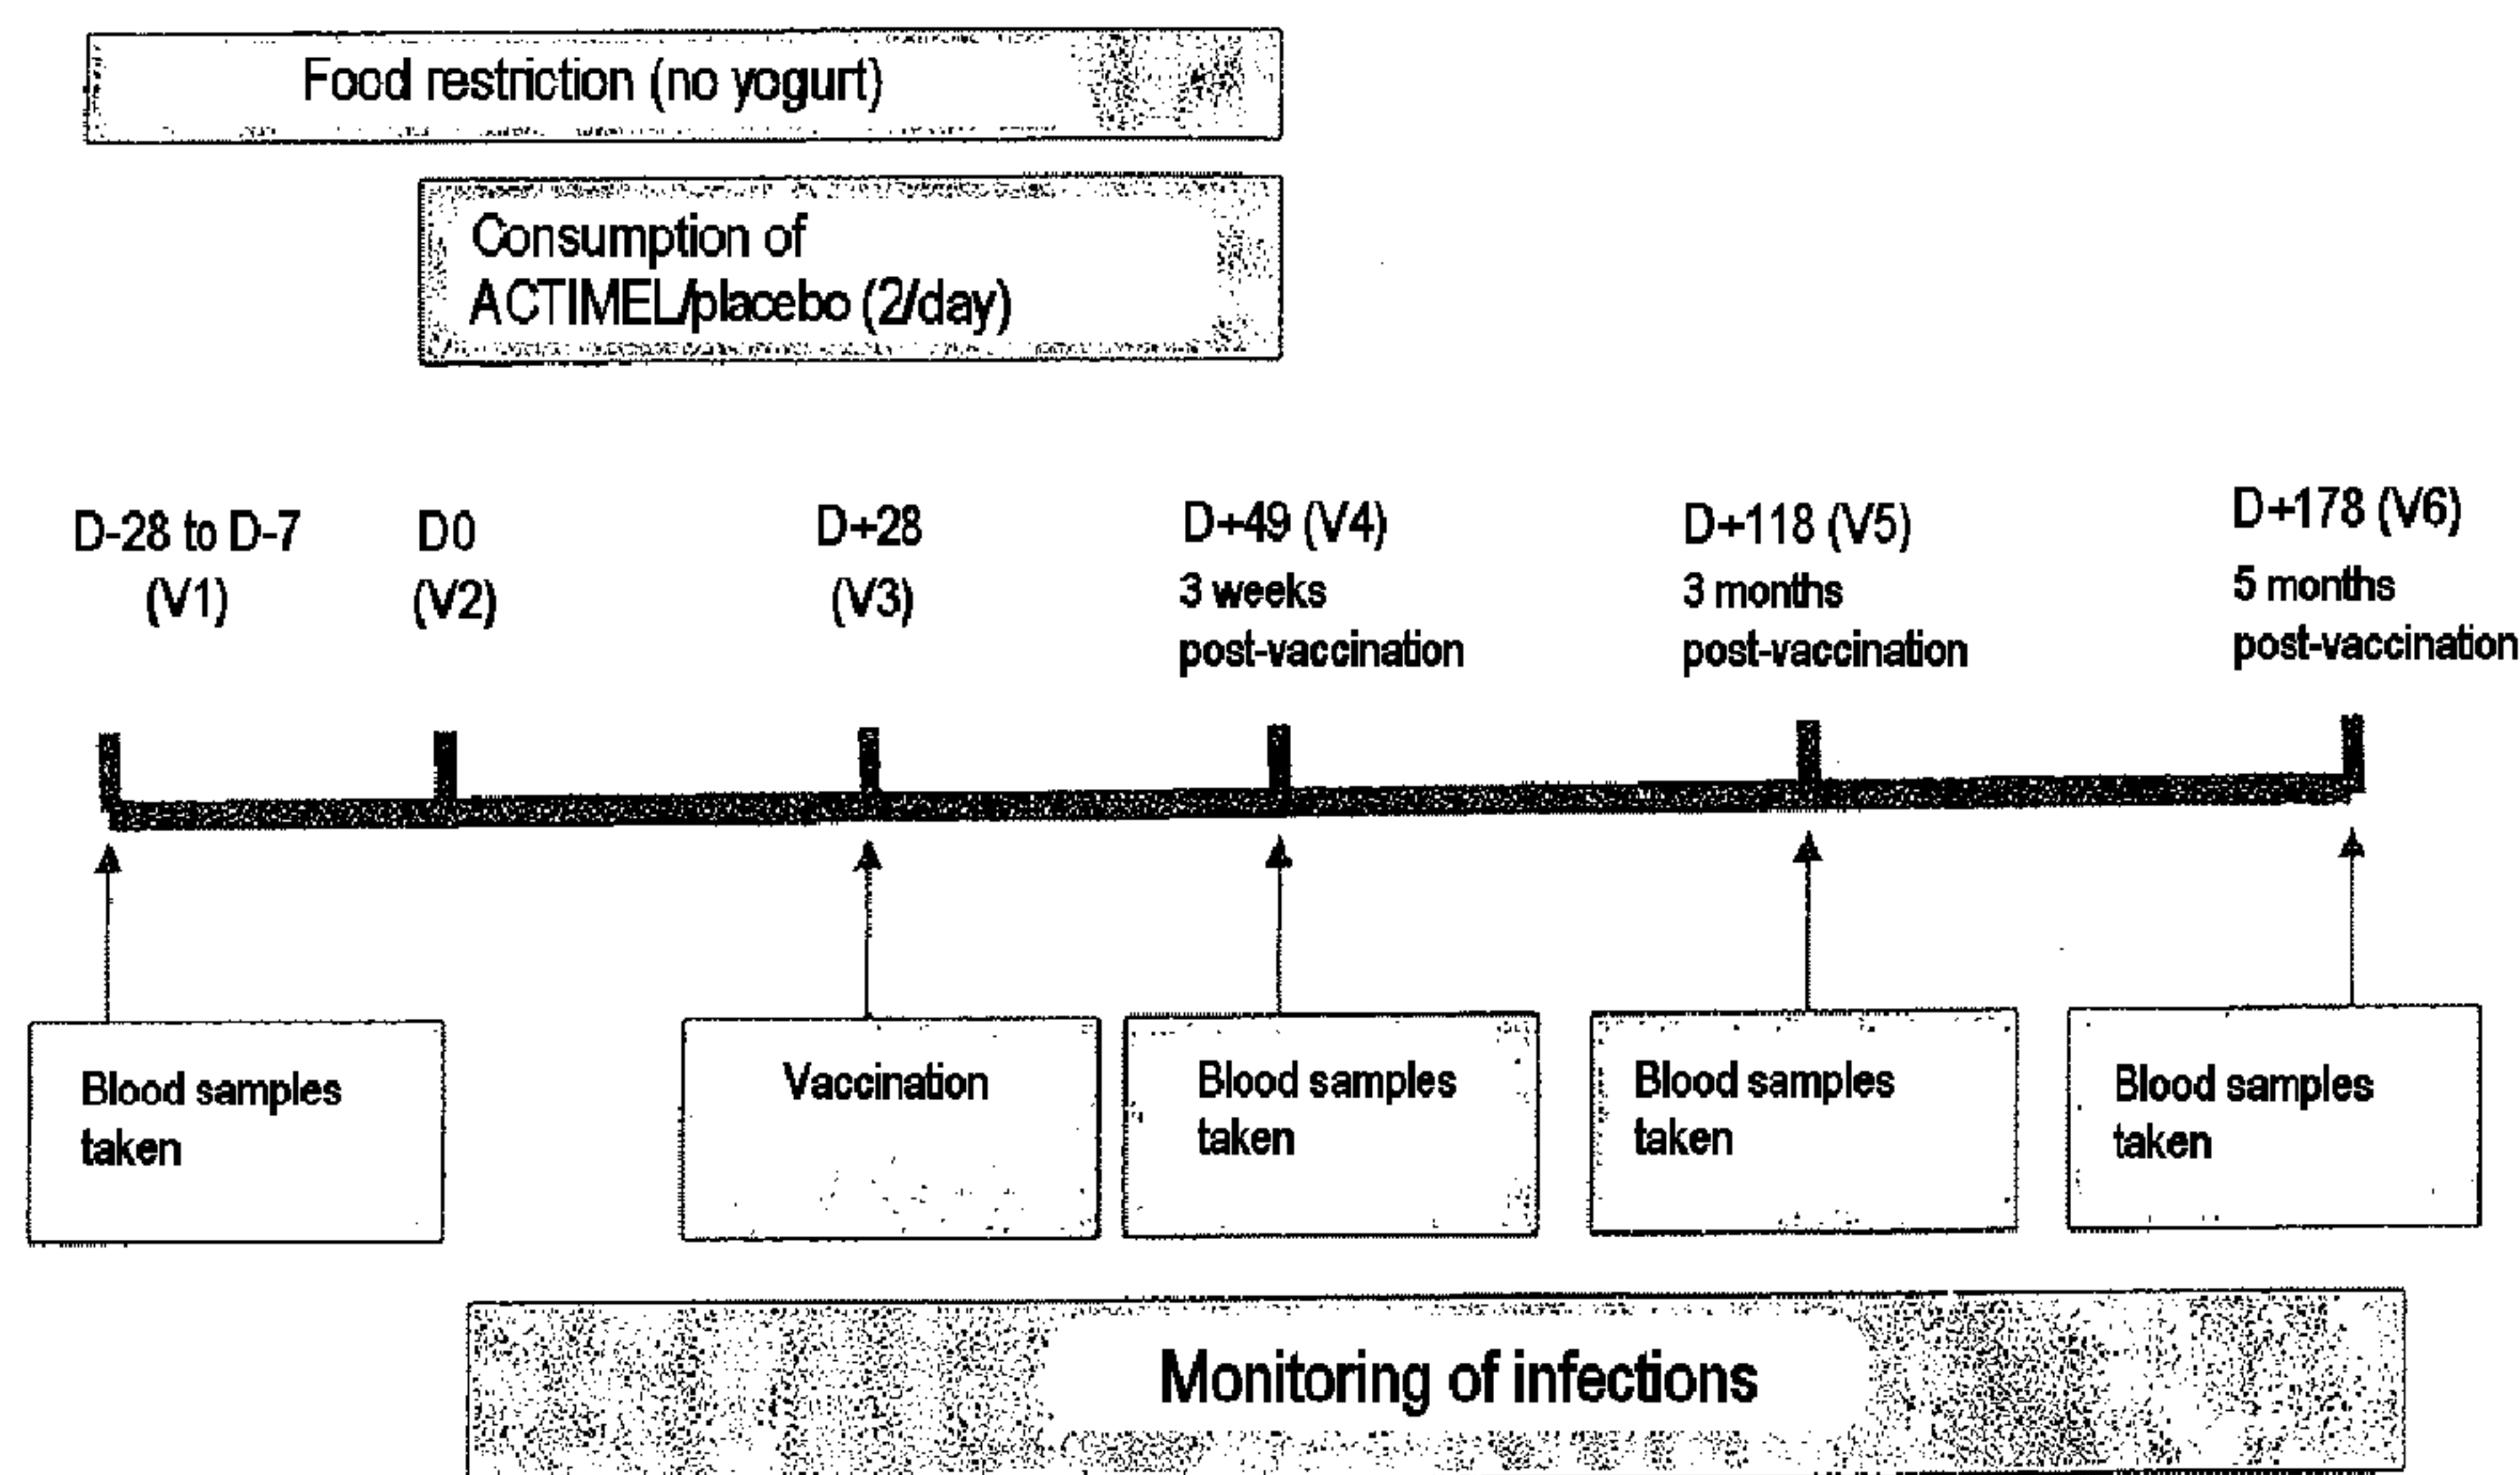 Food restriction (no yogurt)
Consumption of
ACTIMEL/placebo (2/day)
D-28 to D-7
(V1)
D0
(V2)
D+28
(V3)
D+49 (V4)
3 weeks
post-vaccination
D+118 (V5)
3 months
post-vaccination
D+178 (V6)
5 months
post-vaccination
Blood samples
taken
Vaccination
Blood samples
taken
Blood samples
taken
Blood samples
taken
Monitoring of infections